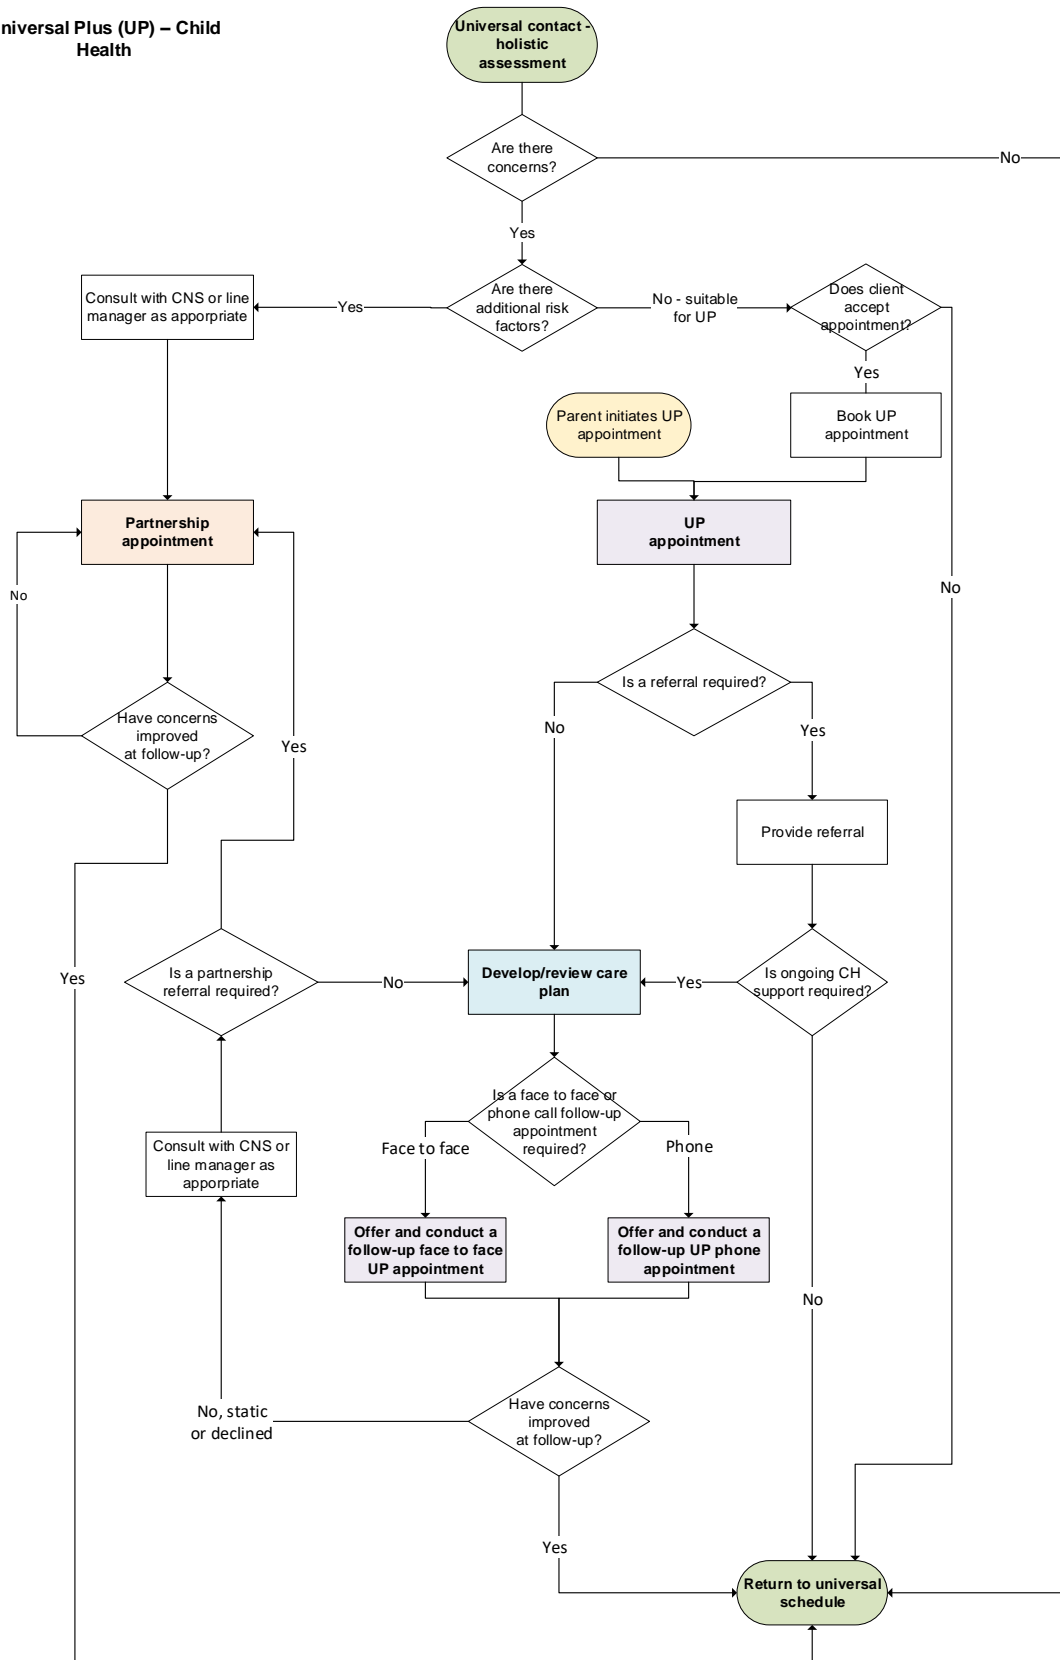 niversal Plus (UP) – Child
Health
Universal contact -
holistic
assessment
Are there
concerns?
No
Yes
Consult with CNS or line
manager as apporpriate
Yes
Are there
additional risk
factors?
No - suitable
for UP
Does client
accept
appointment?
Yes
Parent initiates UP
appointment
Book UP
appointment
Partnership
appointment
UP
appointment
No
No
Is a referral required?
Have concerns
improved
at follow-up?
Yes
No
Yes
Provide referral
Yes
Is a partnership
referral required?
No
Develop/review care
plan
Yes
Is ongoing CH
support required?
Is a face to face or
phone call follow-up
appointment
required?
Face to face
Phone
Consult with CNS or
line manager as
apporpriate
Offer and conduct a
follow-up face to face
UP appointment
Offer and conduct a
follow-up UP phone
appointment
No
No, static
or declined
Have concerns
improved
at follow-up?
Yes
Return to universal
schedule